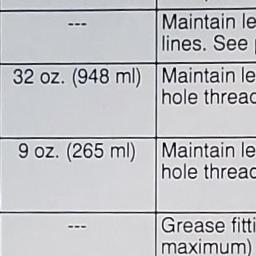 ---
Maintain le
lines. See
32 oz. (948 ml)
Maintain le
hole thread
9 oz. (265 ml)
Maintain le
hole thread
---
Grease fitti
maximum)